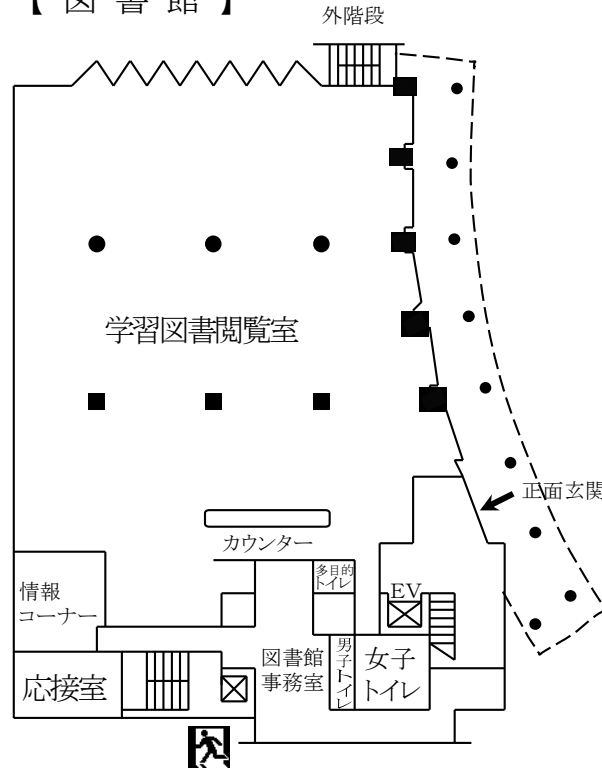 【 図 書 館 】
外階段
学習図書閲覧室
正面玄関
カウンター
多目的
トイレ
EV
情報
コーナー
図書館
事務室
男子トイレ
女子
トイレ
応接室